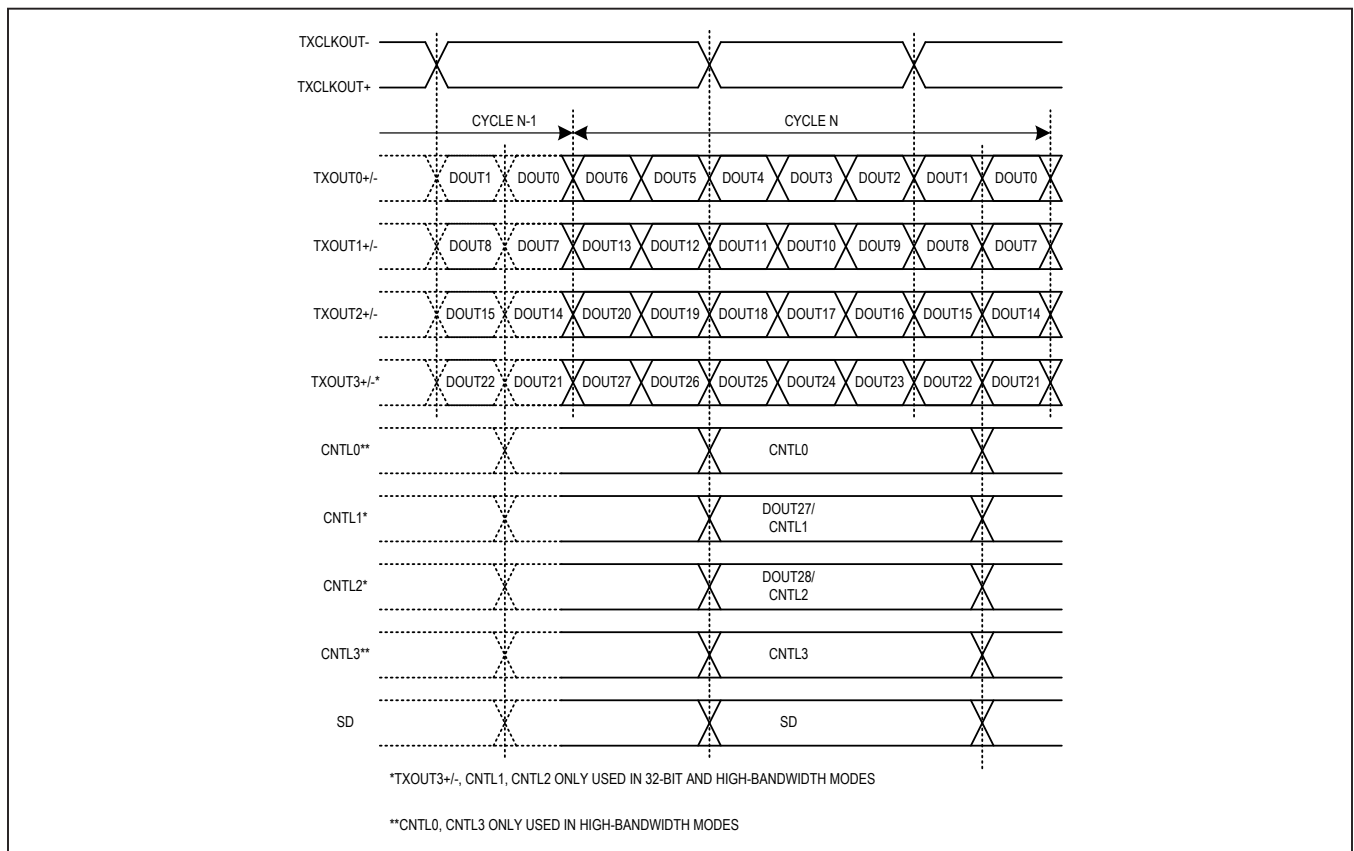 TXCLKOUT-
TXCLKOUT+
CYCLE N-1 CYCLE N
TXOUT0+/- DOUT1 DOUT0 DOUT6 DOUT5 DOUT4 DOUT3 DOUT2 DOUT1 DOUT0
TXOUT1+/- DOUT8 DOUT7 DOUT13 DOUT12 DOUT11 DOUT10 DOUT9 DOUT8 DOUT7
TXOUT2+/- DOUT15 DOUT14 DOUT20 DOUT19 DOUT18 DOUT17 DOUT16 DOUT15 DOUT14
TXOUT3+/-* DOUT22 DOUT21 DOUT27 DOUT26 DOUT25 DOUT24 DOUT23 DOUT22 DOUT21
CNTL0** CNTL0
CNTL1* DOUT27/
CNTL1
CNTL2* DOUT28/
CNTL2
CNTL3** CNTL3
SD SD
*TXOUT3+/-, CNTL1, CNTL2 ONLY USED IN 32-BIT AND HIGH-BANDWIDTH MODES
**CNTL0, CNTL3 ONLY USED IN HIGH-BANDWIDTH MODES